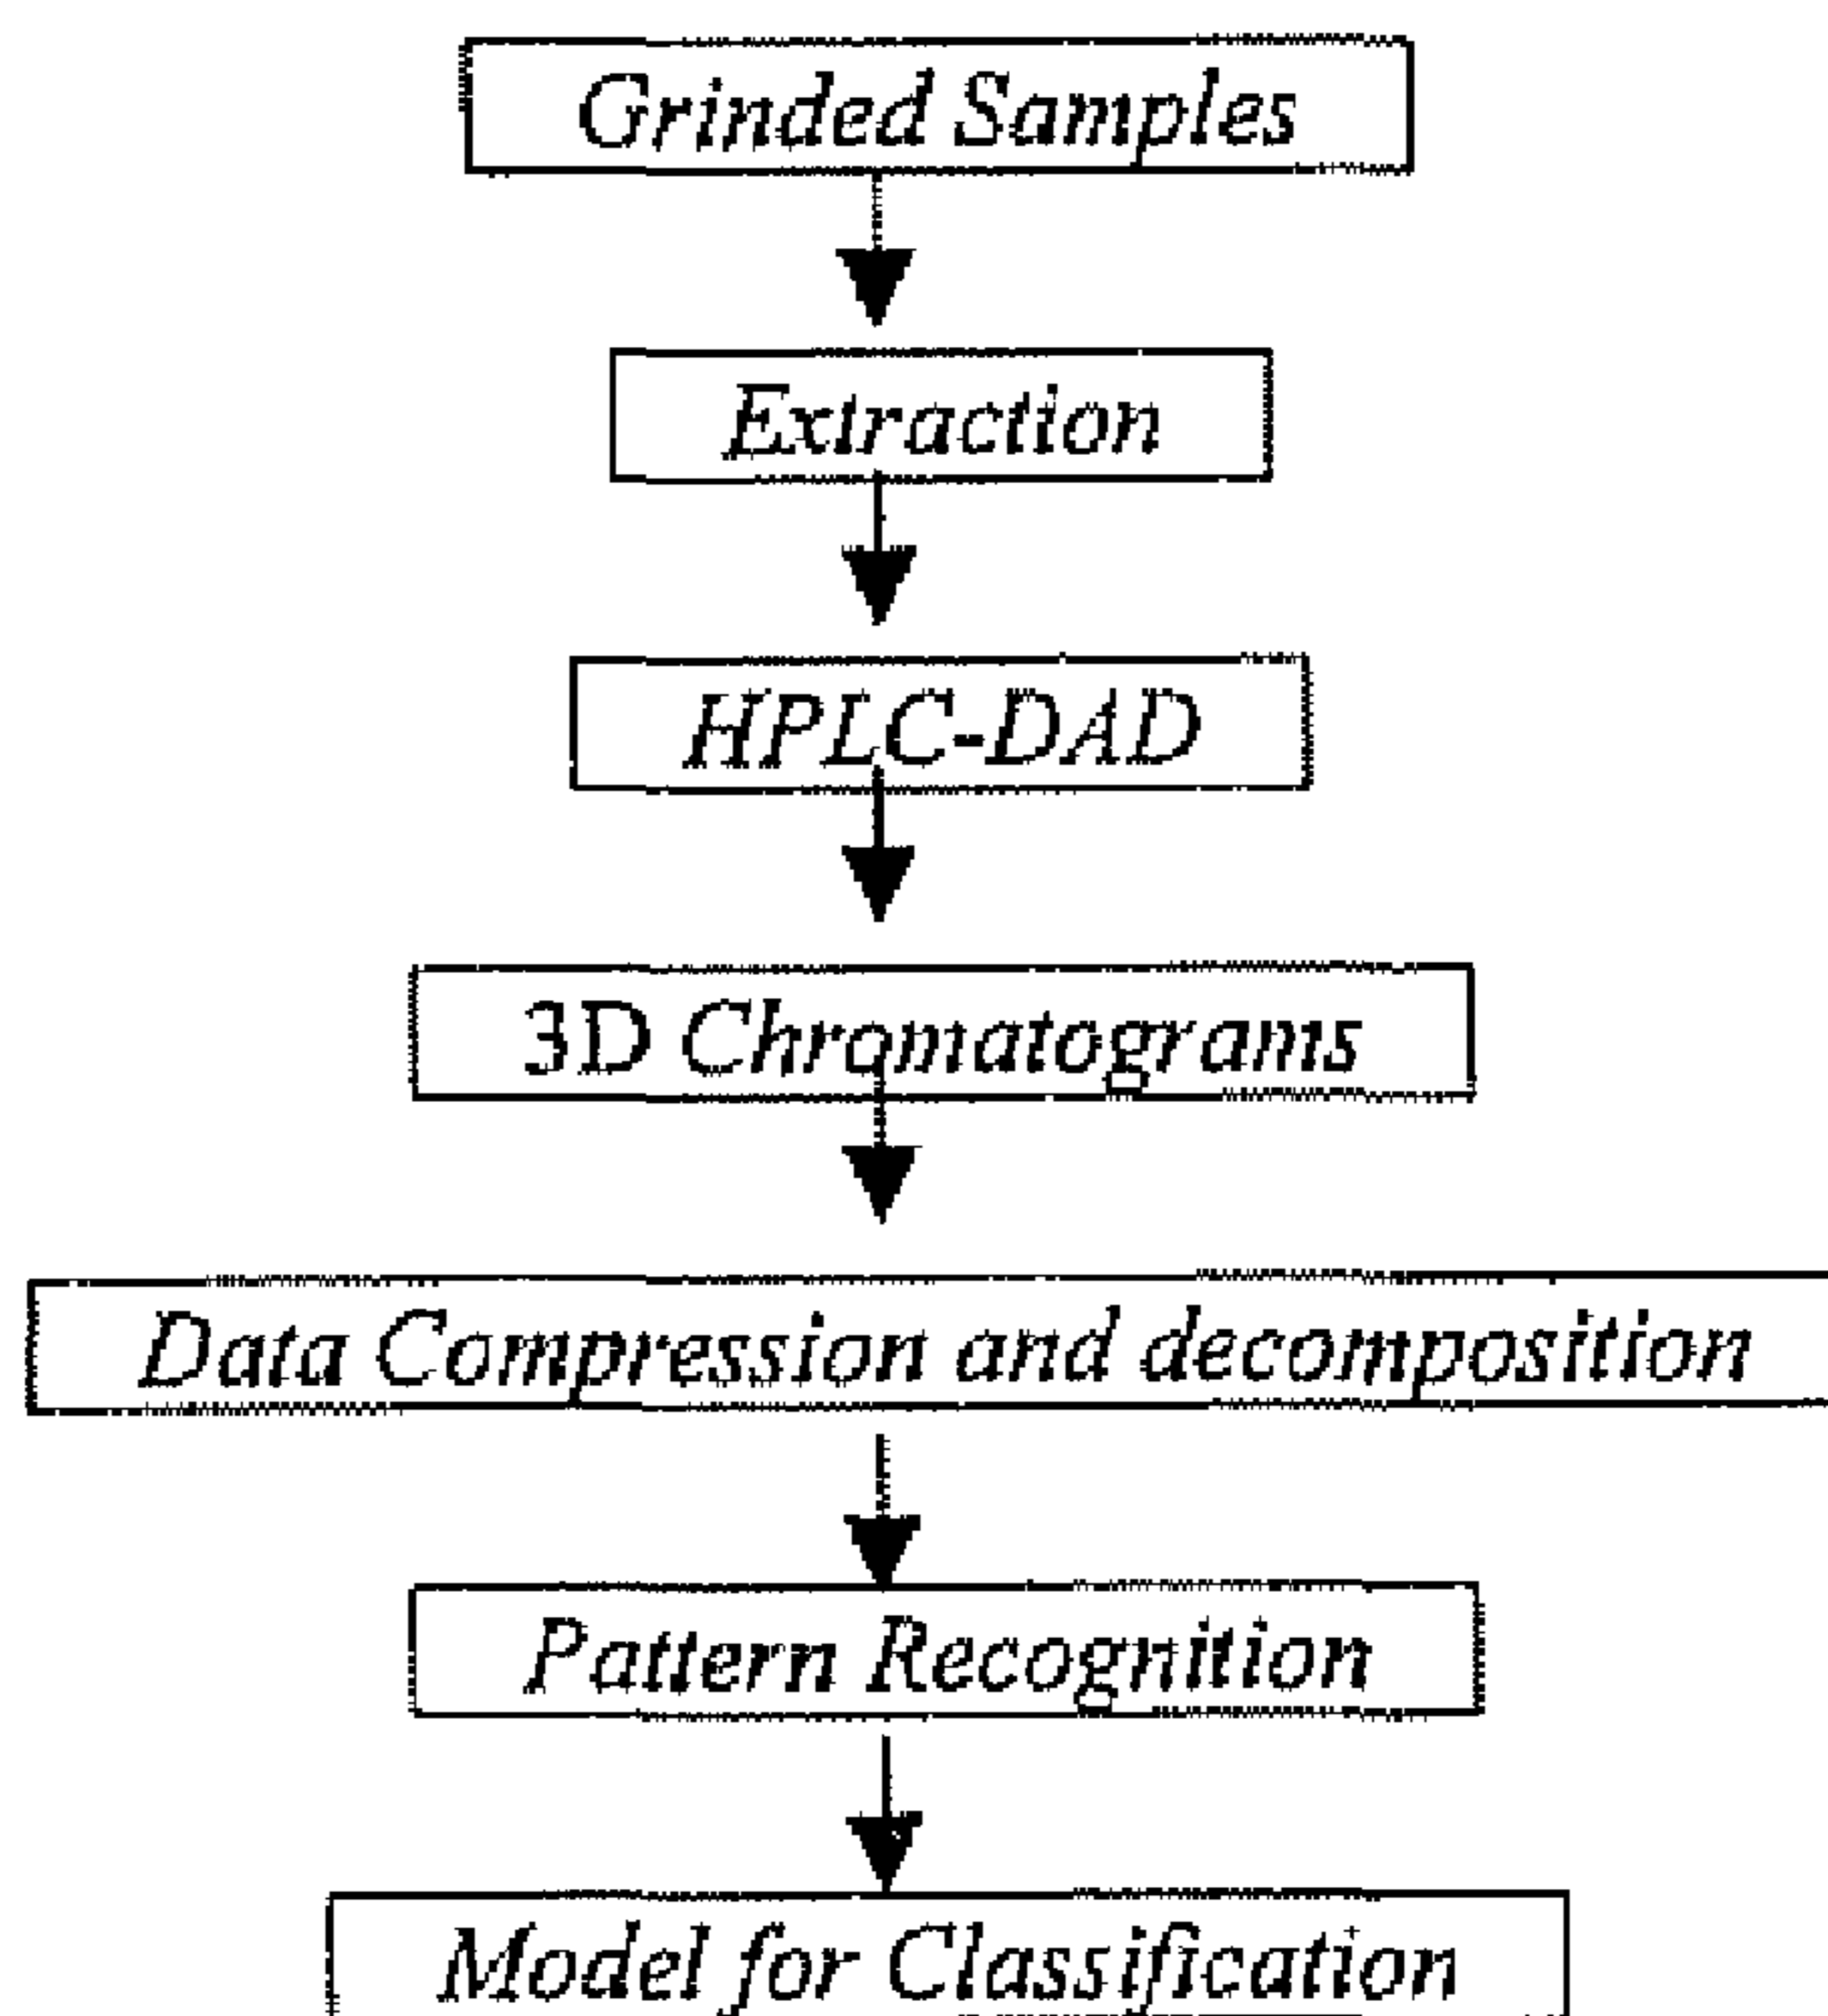 Grinded Samples
Extraction
HPLC-DAD
3D Chromatograms
Data Compression and decomposition
Pattern Recognition
Model for Classification